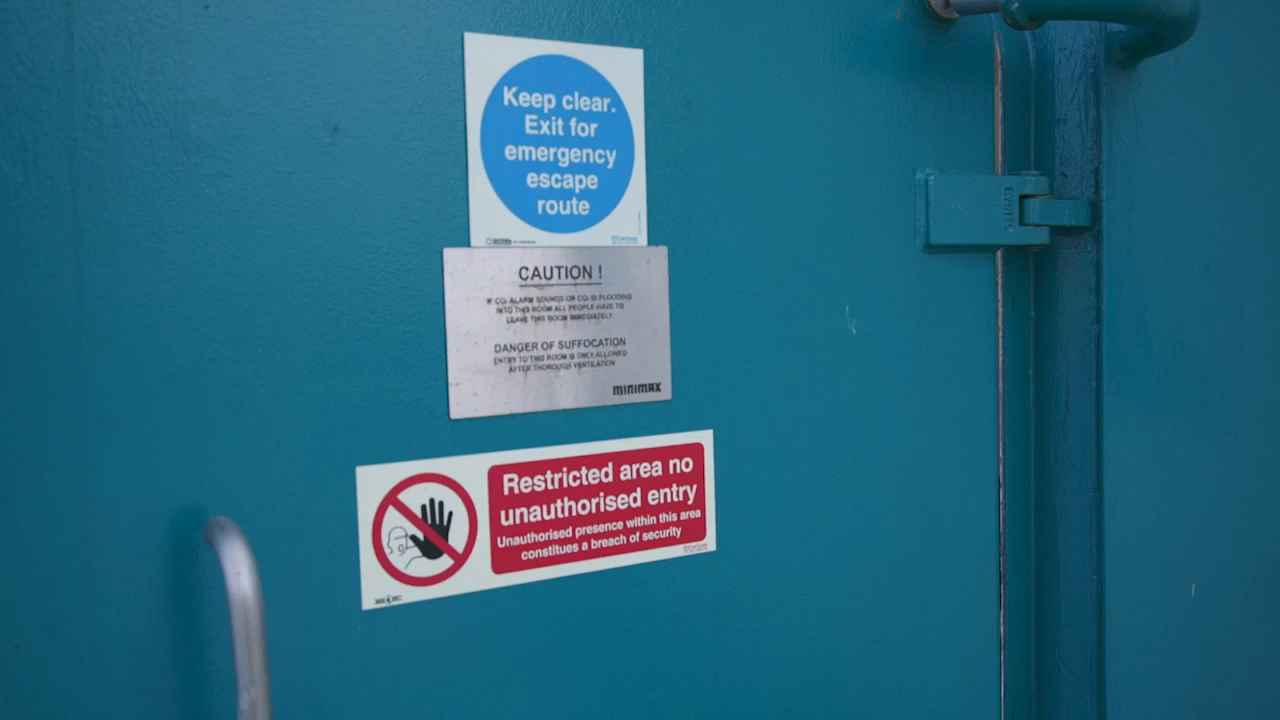 Keep clear.
Exit for
emergency
escape
route
CAUTION !
IF CO₂ ALARM SOUNDS OR CO₂ IS FLOODING
INTO THIS ROOM ALL PEOPLE HAVE TO
LEAVE THIS ROOM IMMEDIATELY.
DANGER OF SUFFOCATION
ENTRY TO THIS ROOM IS ONLY ALLOWED
AFTER THOROUGH VENTILATION
MINIMAX
Restricted area no
unauthorised entry
Unauthorised presence within this area
constitutes a breach of security